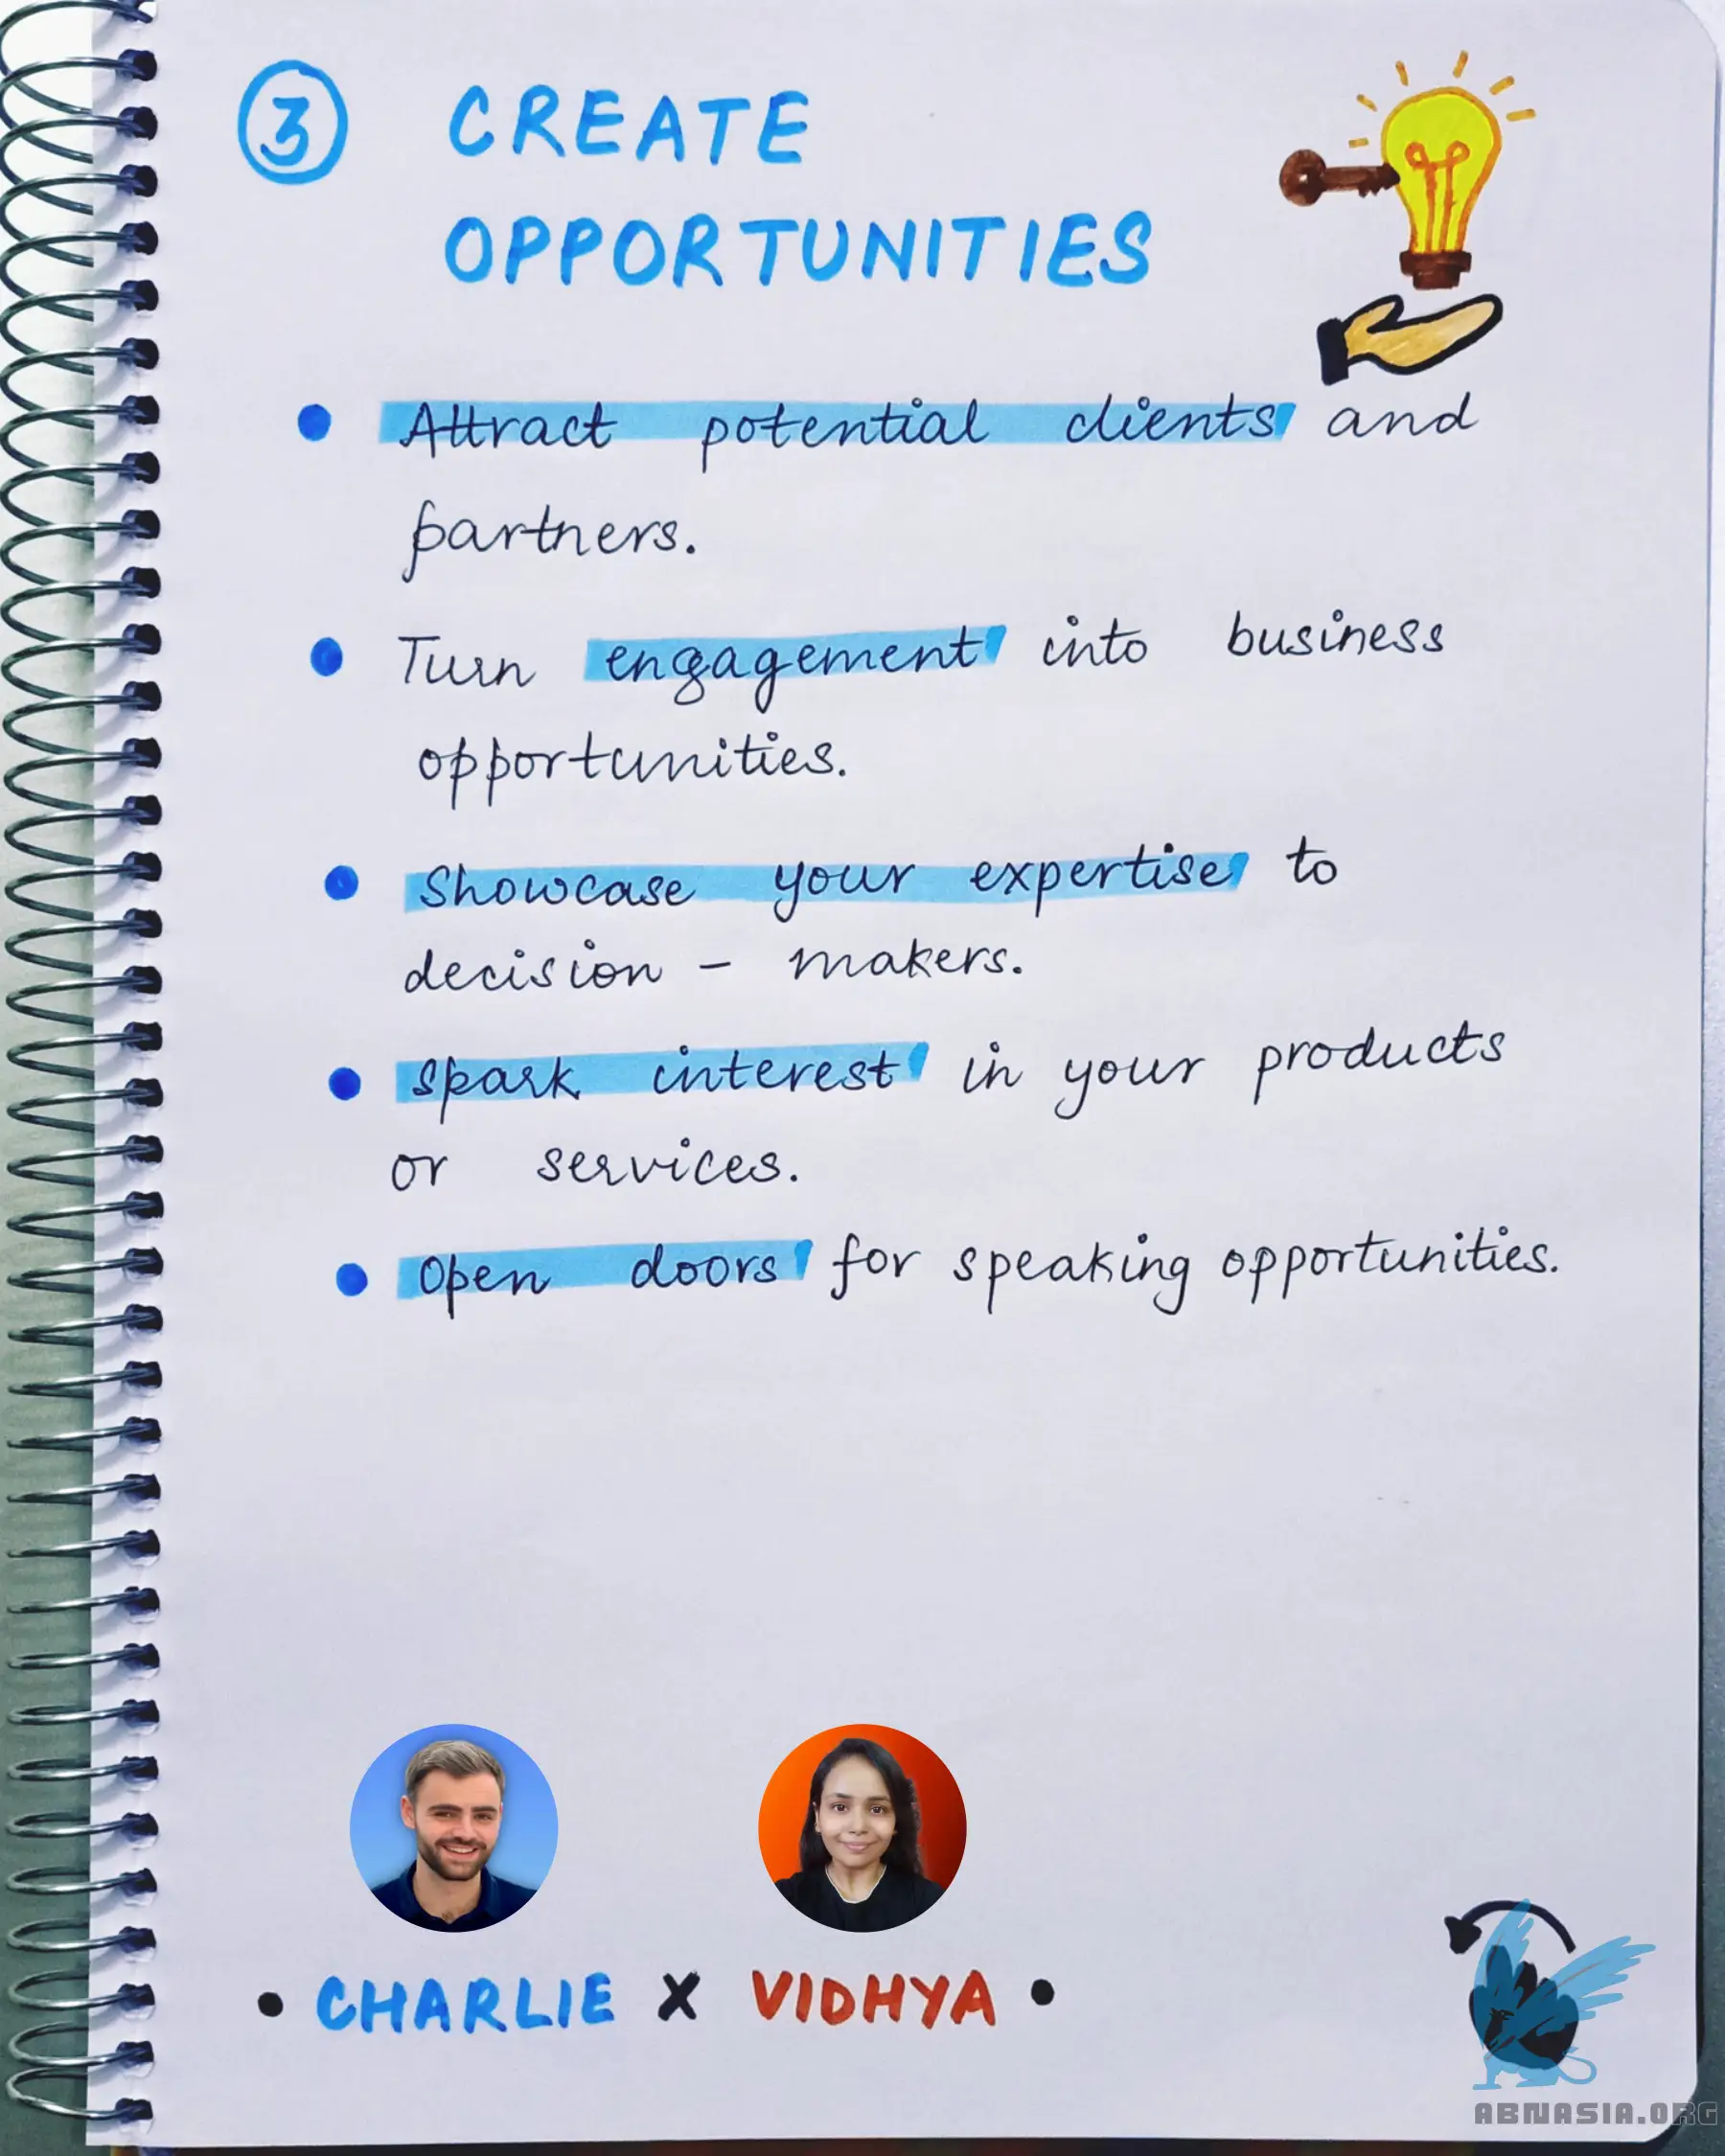 3 CREATE
OPPORTUNITIES
Attract potential clients and
partners.
Turn engagement into business
opportunities.
Showcase your expertise to
decision - makers.
Spark interest in your products
or services.
Open doors for speaking opportunities.
• CHARLIE X VIDHYA •
ABNASIA.ORG